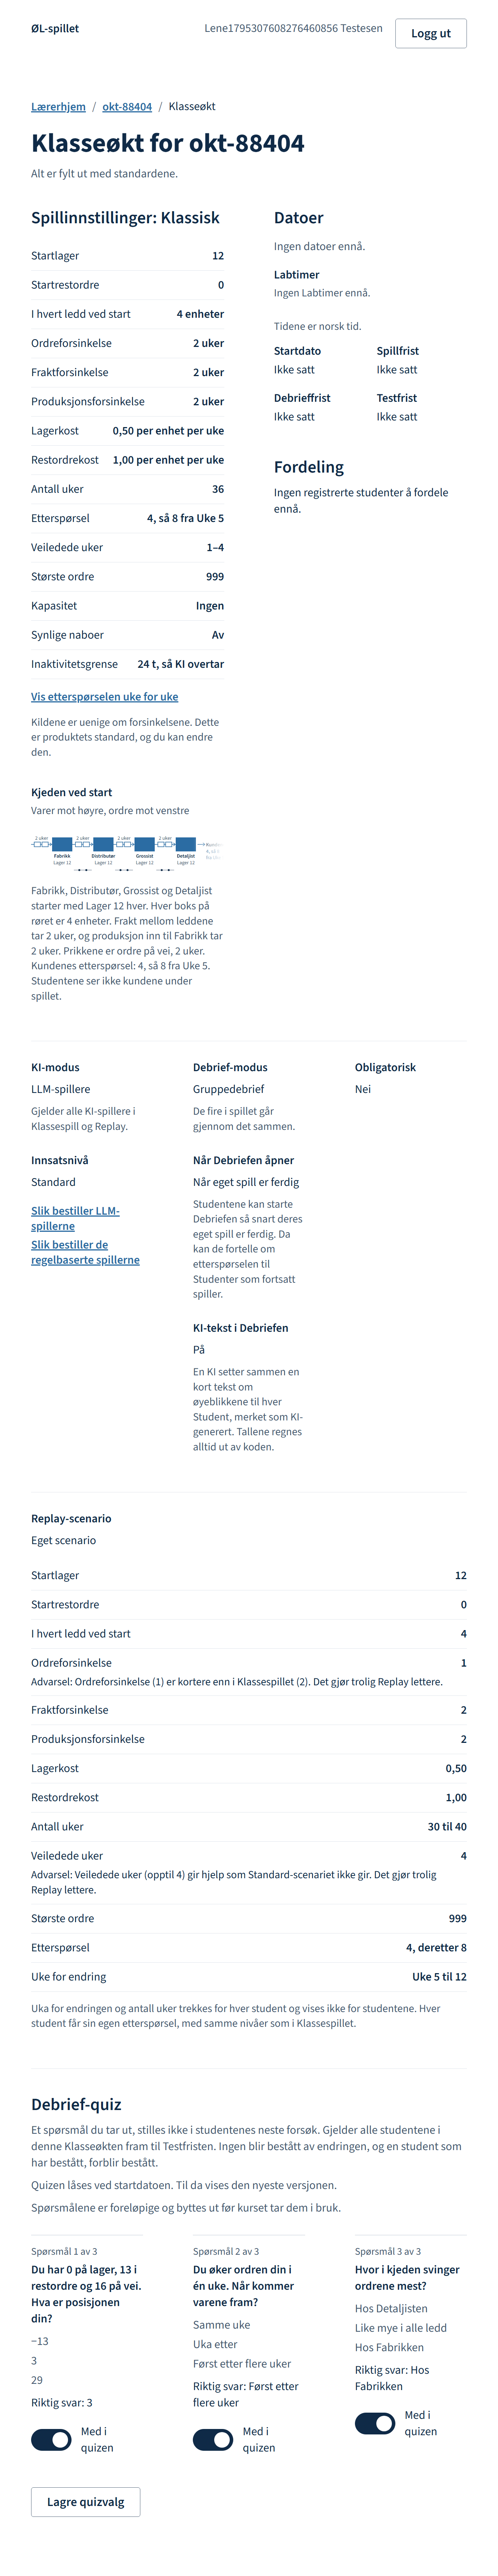 ØL-spillet
Lene1795307608276460856 Testesen
Logg ut
Lærerhjem / okt-88404 / Klasseøkt
Klasseøkt for okt-88404
Alt er fylt ut med standardene.
Spillinnstillinger: Klassisk
Startlager 12
Startrestordre 0
I hvert ledd ved start 4 enheter
Ordreforsinkelse 2 uker
Fraktforsinkelse 2 uker
Produksjonsforsinkelse 2 uker
Lagerkost 0,50 per enhet per uke
Restordrekost 1,00 per enhet per uke
Antall uker 36
Etterspørsel 4, så 8 fra Uke 5
Veiledede uker 1–4
Største ordre 999
Kapasitet Ingen
Synlige naboer Av
Inaktivitetsgrense 24 t, så KI overtar
Vis etterspørselen uke for uke
Kildene er uenige om forsinkelsene. Dette
er produktets standard, og du kan endre
den.
Kjeden ved start
Varer mot høyre, ordre mot venstre
2 uker 2 uker 2 uker 2 uker
Fabrikk Distributør Grossist Detaljist
Lager 12 Lager 12 Lager 12 Lager 12
Fabrikk, Distributør, Grossist og Detaljist
starter med Lager 12 hver. Hver boks på
røret er 4 enheter. Frakt mellom leddene
tar 2 uker, og produksjon inn til Fabrikk tar
2 uker. Prikkene er ordre på vei, 2 uker.
Kundenes etterspørsel: 4, så 8 fra Uke 5.
Studentene ser ikke kundene under
spillet.
Datoer
Ingen datoer ennå.
Labtimer
Ingen Labtimer ennå.
Tidene er norsk tid.
Startdato Spillfrist
Ikke satt Ikke satt
Debrieffrist Testfrist
Ikke satt Ikke satt
Fordeling
Ingen registrerte studenter å fordele
ennå.
KI-modus
LLM-spillere
Gjelder alle KI-spillere i
Klassespill og Replay.
Innsatsnivå
Standard
Slik bestiller LLM-
spillerne
Slik bestiller de
regelbaserte spillerne
Debrief-modus
Gruppedebrief
De fire i spillet går
gjennom det sammen.
Når Debriefen åpner
Når eget spill er ferdig
Studentene kan starte
Debriefen så snart deres
eget spill er ferdig. Da
kan de fortelle om
etterspørselen til
Studenter som fortsatt
spiller.
KI-tekst i Debriefen
På
En KI setter sammen en
kort tekst om
øyeblikkene til hver
Student, merket som KI-
generert. Tallene regnes
alltid ut av koden.
Obligatorisk
Nei
Replay-scenario
Eget scenario
Startlager 12
Startrestordre 0
I hvert ledd ved start 4
Ordreforsinkelse 1
Advarsel: Ordreforsinkelse (1) er kortere enn i Klassespillet (2). Det gjør trolig Replay lettere.
Fraktforsinkelse 2
Produksjonsforsinkelse 2
Lagerkost 0,50
Restordrekost 1,00
Antall uker 30 til 40
Veiledede uker 4
Advarsel: Veiledede uker (opptil 4) gir hjelp som Standard-scenariet ikke gir. Det gjør trolig
Replay lettere.
Største ordre 999
Etterspørsel 4, deretter 8
Uke for endring Uke 5 til 12
Uka for endringen og antall uker trekkes for hver student og vises ikke for studentene. Hver
student får sin egen etterspørsel, med samme nivåer som i Klassespillet.
Debrief-quiz
Et spørsmål du tar ut, stilles ikke i studentenes neste forsøk. Gjelder alle studentene i
denne Klasseøkten fram til Testfristen. Ingen blir bestått av endringen, og en student som
har bestått, forblir bestått.
Quizen låses ved startdatoen. Til da vises den nyeste versjonen.
Spørsmålene er foreløpige og byttes ut før kurset tar dem i bruk.
Spørsmål 1 av 3
Du har 0 på lager, 13 i
restordre og 16 på vei.
Hva er posisjonen
din?
−13
3
29
Riktig svar: 3
Med i
quizen
Spørsmål 2 av 3
Du øker ordren din i
én uke. Når kommer
varene fram?
Samme uke
Uka etter
Først etter flere uker
Riktig svar: Først etter
flere uker
Med i
quizen
Spørsmål 3 av 3
Hvor i kjeden svinger
ordrene mest?
Hos Detaljisten
Like mye i alle ledd
Hos Fabrikken
Riktig svar: Hos
Fabrikken
Med i
quizen
Lagre quizvalg